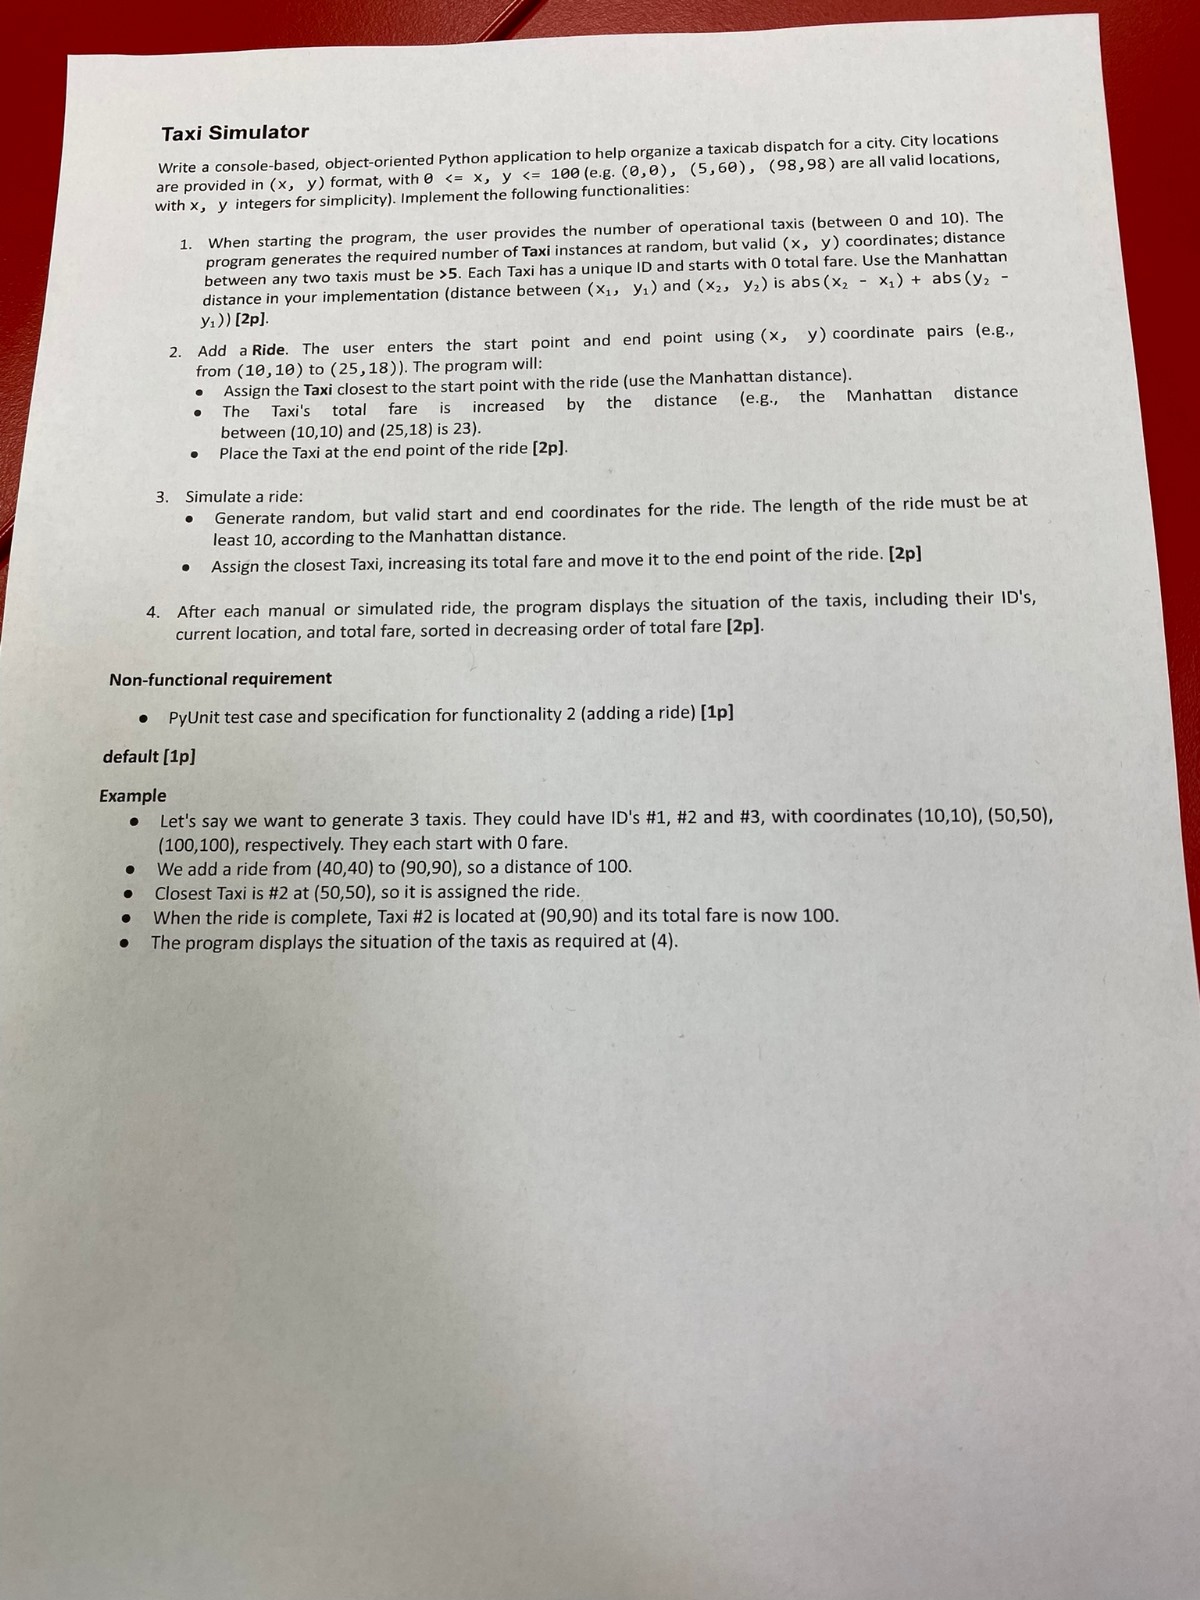 Taxi Simulator
Write a console-based, object-oriented Python application to help organize a taxicab dispatch for a city. City locations
are provided in (x, y) format, with 0 <= x, y <= 100 (e.g. (0,0), (5,60), (98,98) are all valid locations,
with x, y integers for simplicity). Implement the following functionalities:
1. When starting the program, the user provides the number of operational taxis (between 0 and 10). The
program generates the required number of Taxi instances at random, but valid (x, y) coordinates; distance
between any two taxis must be >5. Each Taxi has a unique ID and starts with 0 total fare. Use the Manhattan
distance in your implementation (distance between (x₁, y₁) and (x₂, y₂) is abs(x₂ - x₁) + abs(y₂ -
y₁)) [2p].
2. Add a Ride. The user enters the start point and end point using (x, y) coordinate pairs (e.g.,
from (10,10) to (25,18)). The program will:
• Assign the Taxi closest to the start point with the ride (use the Manhattan distance).
• The Taxi's total fare is increased by the distance (e.g., the Manhattan distance
between (10,10) and (25,18) is 23).
• Place the Taxi at the end point of the ride [2p].
3. Simulate a ride:
• Generate random, but valid start and end coordinates for the ride. The length of the ride must be at
least 10, according to the Manhattan distance.
• Assign the closest Taxi, increasing its total fare and move it to the end point of the ride. [2p]
4. After each manual or simulated ride, the program displays the situation of the taxis, including their ID's,
current location, and total fare, sorted in decreasing order of total fare [2p].
Non-functional requirement
• PyUnit test case and specification for functionality 2 (adding a ride) [1p]
default [1p]
Example
• Let's say we want to generate 3 taxis. They could have ID's #1, #2 and #3, with coordinates (10,10), (50,50),
(100,100), respectively. They each start with 0 fare.
• We add a ride from (40,40) to (90,90), so a distance of 100.
• Closest Taxi is #2 at (50,50), so it is assigned the ride.
• When the ride is complete, Taxi #2 is located at (90,90) and its total fare is now 100.
• The program displays the situation of the taxis as required at (4).